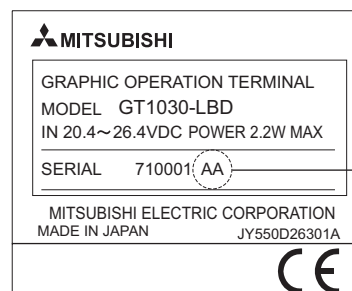 MITSUBISHI
GRAPHIC OPERATION TERMINAL
MODEL GT1030-LBD
IN 20.4～26.4VDC POWER 2.2W MAX
SERIAL 710001 AA
MITSUBISHI ELECTRIC CORPORATION
MADE IN JAPAN JY550D26301A
CE